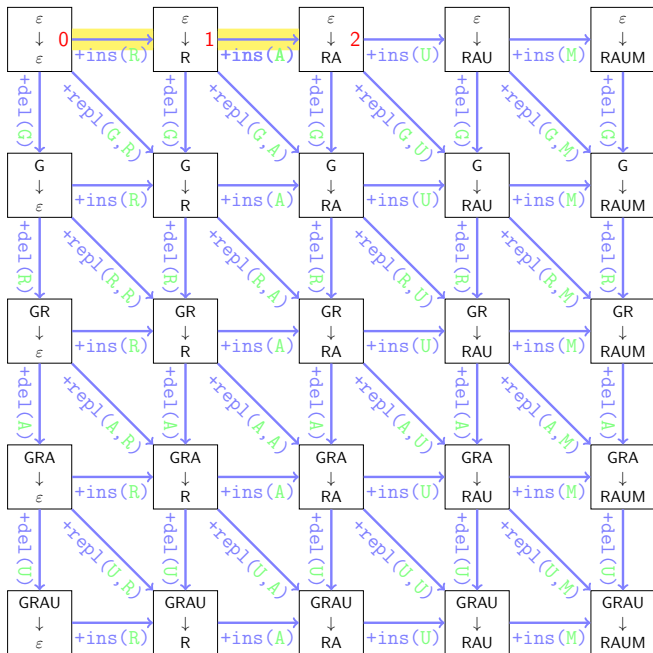 ε ε ε ε ε
↓ 0 ↓ 1 ↓ 2 ↓ ↓
ε +ins(R) R +ins(A) RA +ins(U) RAU +ins(M) RAUM
+del(G) +repl(G,R) +del(G) +repl(G,A) +del(G) +repl(G,U) +del(G) +repl(G,M) +del(G)
G G G G G
↓ ↓ ↓ ↓ ↓
ε +ins(R) R +ins(A) RA +ins(U) RAU +ins(M) RAUM
+del(R) +repl(R,R) +del(R) +repl(R,A) +del(R) +repl(R,U) +del(R) +repl(R,M) +del(R)
GR GR GR GR GR
↓ ↓ ↓ ↓ ↓
ε +ins(R) R +ins(A) RA +ins(U) RAU +ins(M) RAUM
+del(A) +repl(A,R) +del(A) +repl(A,A) +del(A) +repl(A,U) +del(A) +repl(A,M) +del(A)
GRA GRA GRA GRA GRA
↓ ↓ ↓ ↓ ↓
ε +ins(R) R +ins(A) RA +ins(U) RAU +ins(M) RAUM
+del(U) +repl(U,R) +del(U) +repl(U,A) +del(U) +repl(U,U) +del(U) +repl(U,M) +del(U)
GRAU GRAU GRAU GRAU GRAU
↓ ↓ ↓ ↓ ↓
ε +ins(R) R +ins(A) RA +ins(U) RAU +ins(M) RAUM